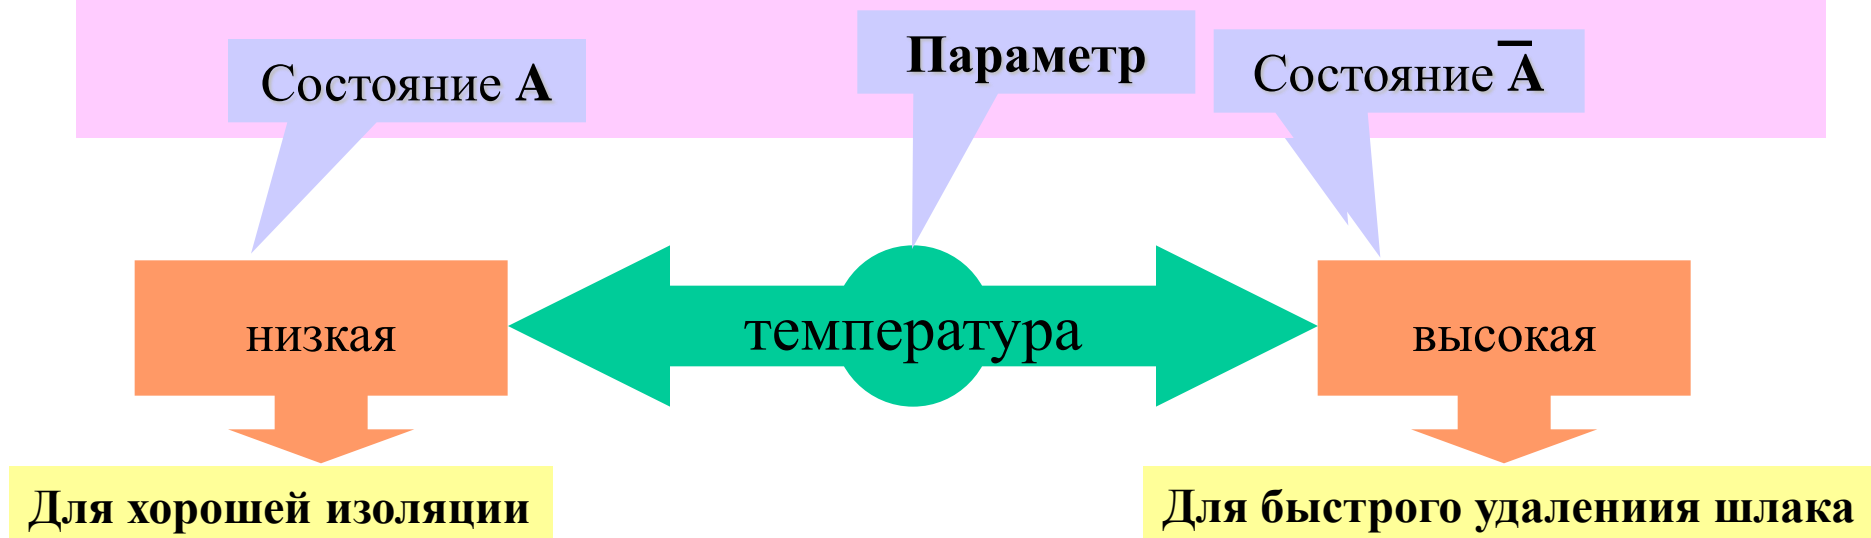 Состояние А
Параметр
Состояние А̅
низкая
температура
высокая
Для хорошей изоляции
Для быстрого удалениия шлака